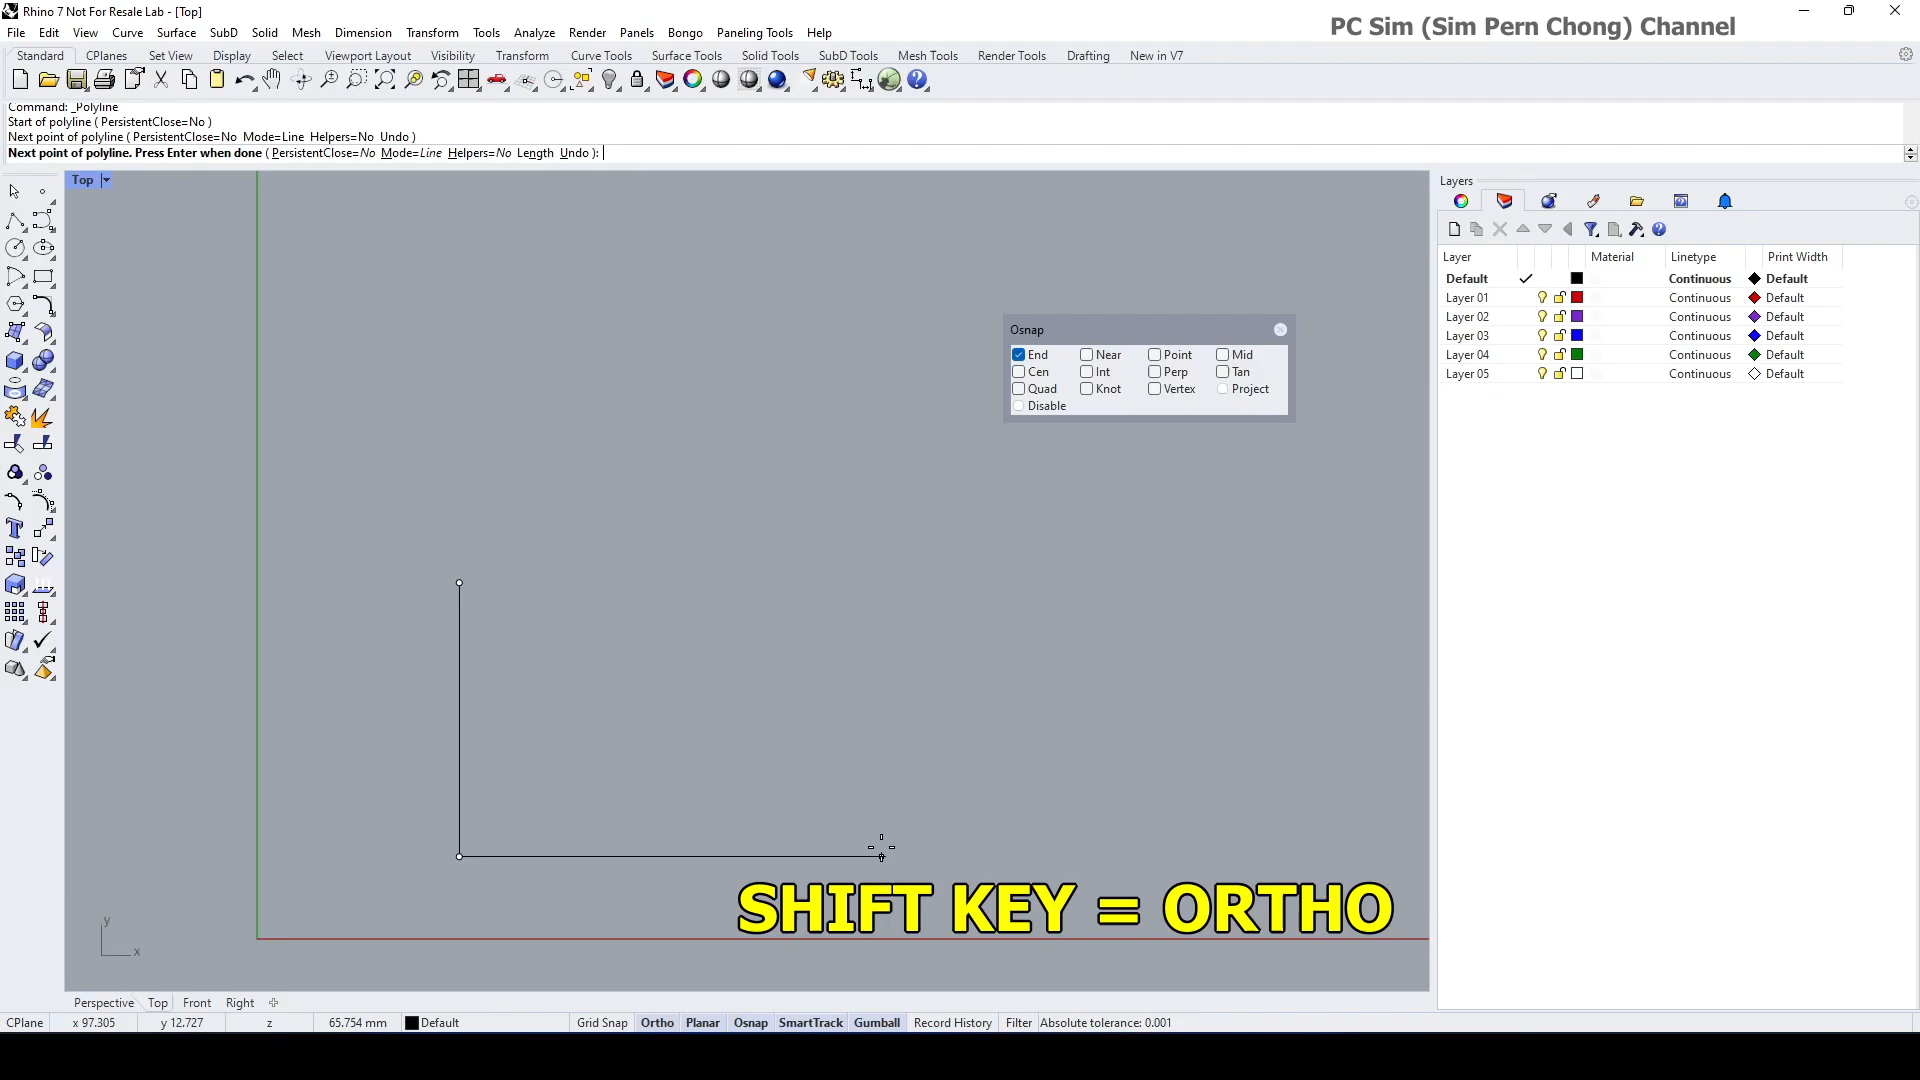 Rhino 7 Not For Resale Lab - [Top]
PC Sim (Sim Pern Chong) Channel
File Edit View Curve Surface SubD Solid Mesh Dimension Transform Tools Analyze Render Panels Bongo Paneling Tools Help
Standard CPlanes Set View Display Select Viewport Layout Visibility Transform Curve Tools Surface Tools Solid Tools SubD Tools Mesh Tools Render Tools Drafting New in V7
Command: _Polyline
Start of polyline ( PersistentClose=No )
Next point of polyline ( PersistentClose=No Mode=Line Helpers=No Undo )
Next point of polyline. Press Enter when done ( PersistentClose=No Mode=Line Helpers=No Length Undo ):
Top
Layers
Layer Material Linetype Print Width
Default Continuous Default
Layer 01 Continuous Default
Layer 02 Continuous Default
Layer 03 Continuous Default
Layer 04 Continuous Default
Layer 05 Continuous Default
Osnap
End Near Point Mid
Cen Int Perp Tan
Quad Knot Vertex Project
Disable
SHIFT KEY = ORTHO
y
x
Perspective Top Front Right
CPlane x 97.305 y 12.727 z 65.754 mm Default Grid Snap Ortho Planar Osnap SmartTrack Gumball Record History Filter Absolute tolerance: 0.001